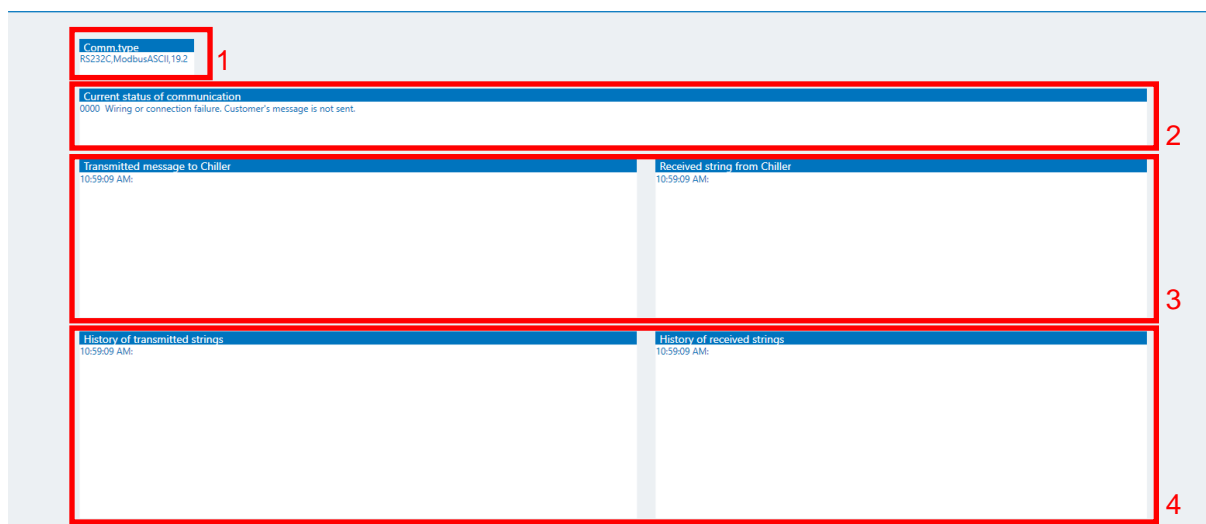 Comm.type
RS232C,ModbusASCII,19.2
1
Current status of communication
0000 Wiring or connection failure. Customer's message is not sent.
2
Transmitted message to Chiller
10:59:09 AM:
Received string from Chiller
10:59:09 AM:
3
History of transmitted strings
10:59:09 AM:
History of received strings
10:59:09 AM:
4